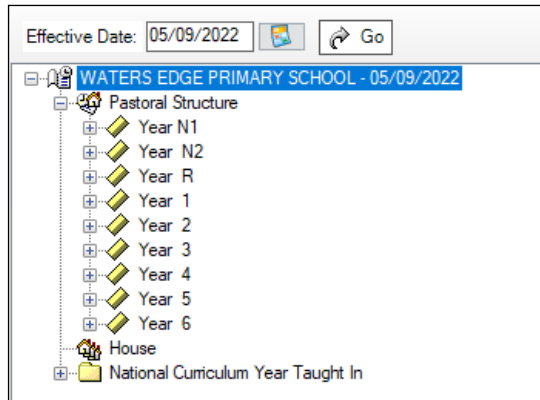 Effective Date: 05/09/2022 Go
WATERS EDGE PRIMARY SCHOOL - 05/09/2022
Pastoral Structure
Year N1
Year N2
Year R
Year 1
Year 2
Year 3
Year 4
Year 5
Year 6
House
National Curriculum Year Taught In